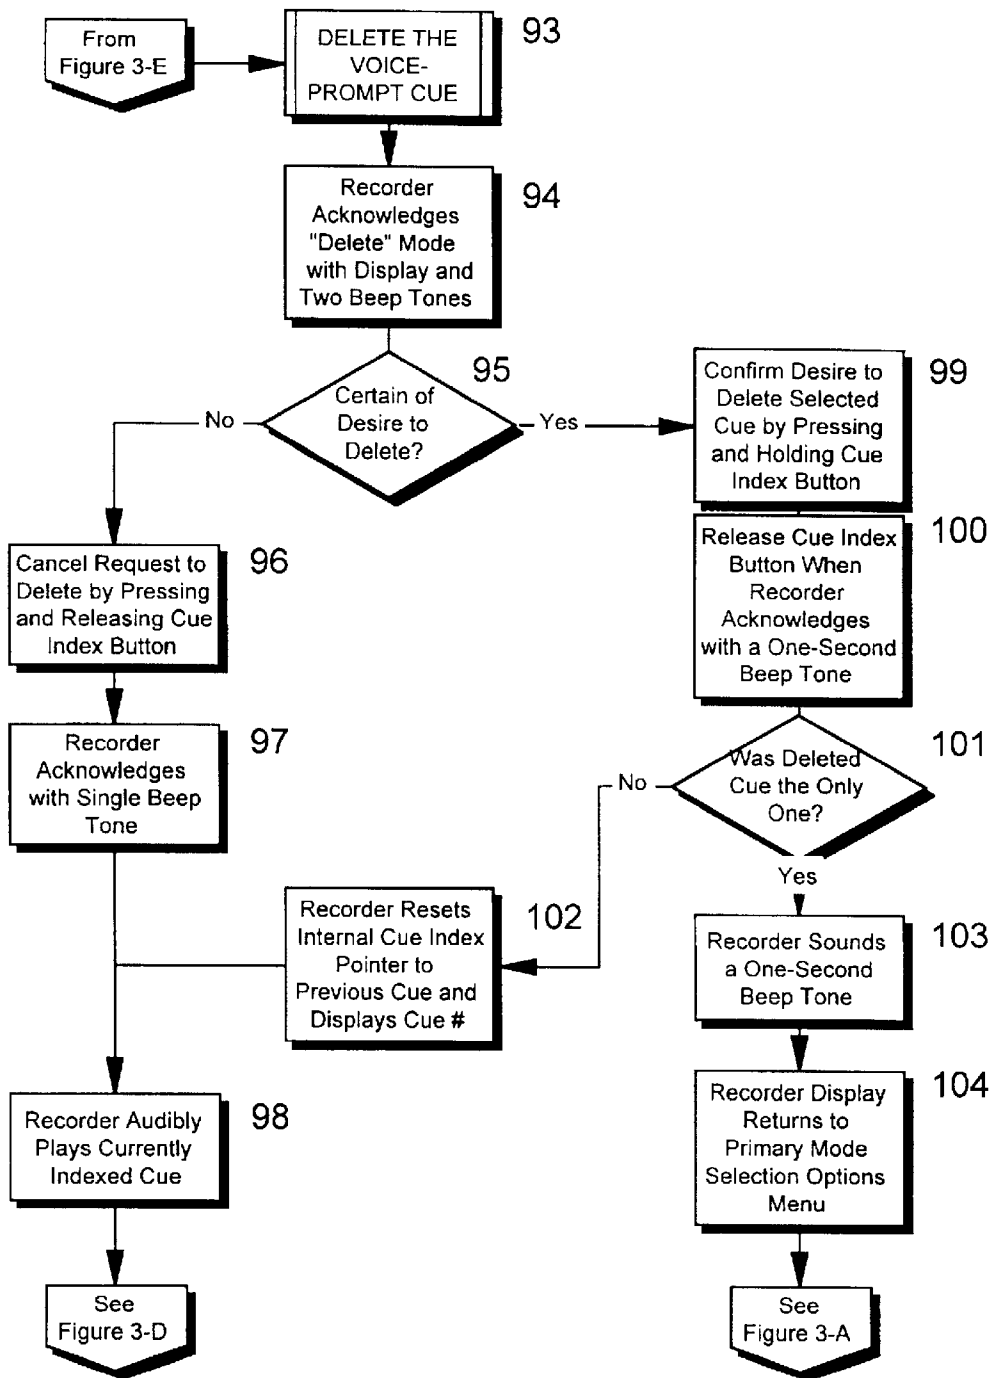 From
Figure 3-E
DELETE THE
VOICE-
PROMPT CUE
93
Recorder
Acknowledges
"Delete" Mode
with Display and
Two Beep Tones
94
Certain of
Desire to
Delete?
95
No
Yes
Cancel Request to
Delete by Pressing
and Releasing Cue
Index Button
96
Recorder
Acknowledges
with Single Beep
Tone
97
Recorder Audibly
Plays Currently
Indexed Cue
98
See
Figure 3-D
Confirm Desire to
Delete Selected
Cue by Pressing
and Holding Cue
Index Button
99
Release Cue Index
Button When
Recorder
Acknowledges
with a One-Second
Beep Tone
100
Was Deleted
Cue the Only
One?
101
No
Yes
Recorder Resets
Internal Cue Index
Pointer to
Previous Cue and
Displays Cue #
102
Recorder Sounds
a One-Second
Beep Tone
103
Recorder Display
Returns to
Primary Mode
Selection Options
Menu
104
See
Figure 3-A